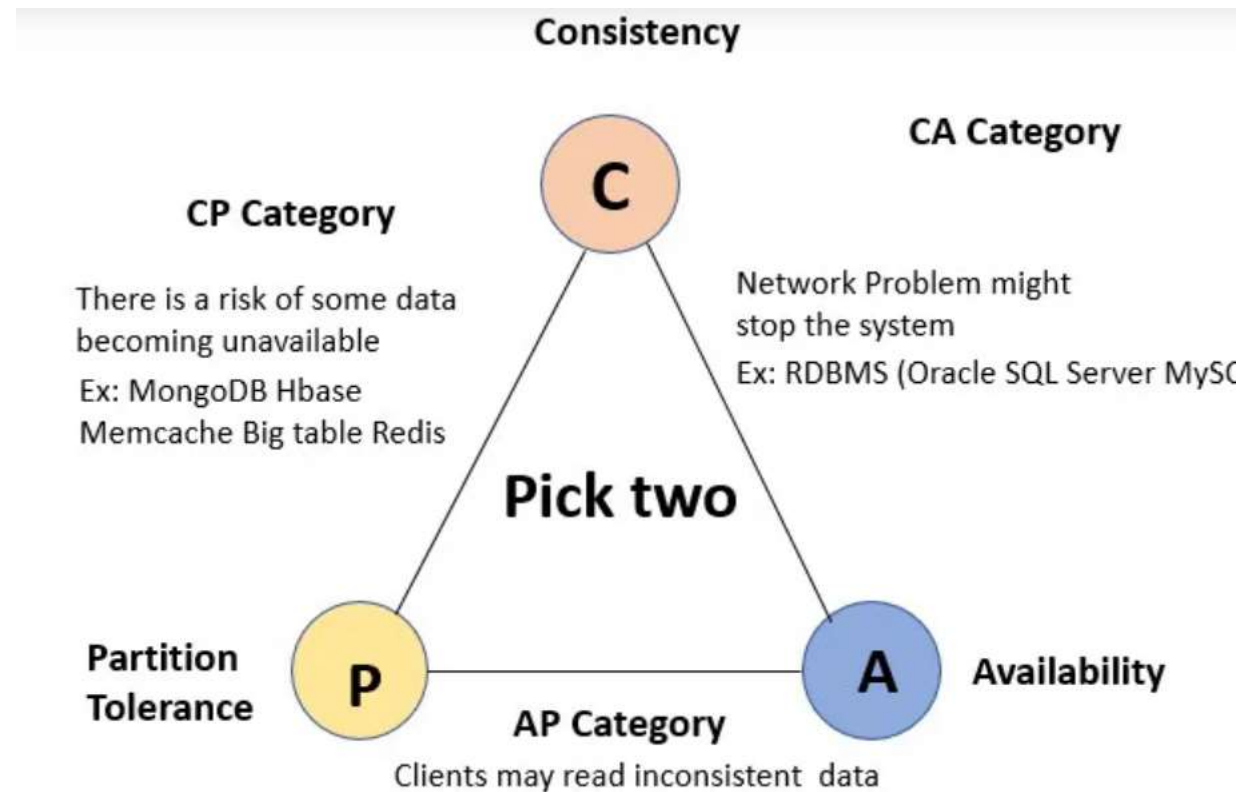 Consistency
CA Category
CP Category
C
There is a risk of some data
becoming unavailable
Ex: MongoDB Hbase
Memcache Big table Redis
Network Problem might
stop the system
Ex: RDBMS (Oracle SQL Server
Pick two
Partition
Tolerance
P
A
Availability
AP Category
Clients may read inconsistent data